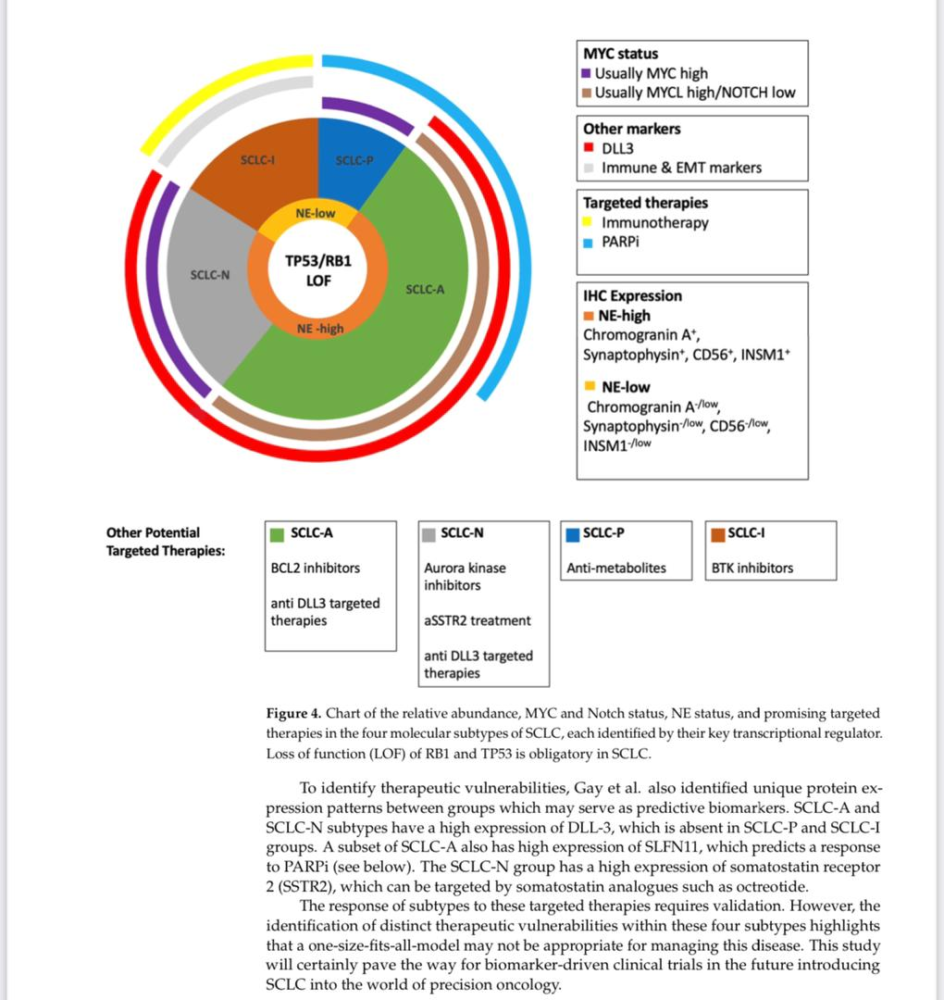 SCLC-I
SCLC-P
NE-low
TP53/RB1
LOF
SCLC-N
SCLC-A
NE -high
MYC status
Usually MYC high
Usually MYCL high/NOTCH low
Other markers
DLL3
Immune & EMT markers
Targeted therapies
Immunotherapy
PARPi
IHC Expression
NE-high
Chromogranin A⁺,
Synaptophysin⁺, CD56⁺, INSM1⁺
NE-low
Chromogranin A-/low,
Synaptophysin-/low, CD56-/low,
INSM1-/low
Other Potential
Targeted Therapies:
SCLC-A
BCL2 inhibitors
anti DLL3 targeted
therapies
SCLC-N
Aurora kinase
inhibitors
aSSTR2 treatment
anti DLL3 targeted
therapies
SCLC-P
Anti-metabolites
SCLC-I
BTK inhibitors
Figure 4. Chart of the relative abundance, MYC and Notch status, NE status, and promising targeted
therapies in the four molecular subtypes of SCLC, each identified by their key transcriptional regulator.
Loss of function (LOF) of RB1 and TP53 is obligatory in SCLC.
To identify therapeutic vulnerabilities, Gay et al. also identified unique protein ex-
pression patterns between groups which may serve as predictive biomarkers. SCLC-A and
SCLC-N subtypes have a high expression of DLL-3, which is absent in SCLC-P and SCLC-I
groups. A subset of SCLC-A also has high expression of SLFN11, which predicts a response
to PARPi (see below). The SCLC-N group has a high expression of somatostatin receptor
2 (SSTR2), which can be targeted by somatostatin analogues such as octreotide.
The response of subtypes to these targeted therapies requires validation. However, the
identification of distinct therapeutic vulnerabilities within these four subtypes highlights
that a one-size-fits-all-model may not be appropriate for managing this disease. This study
will certainly pave the way for biomarker-driven clinical trials in the future introducing
SCLC into the world of precision oncology.